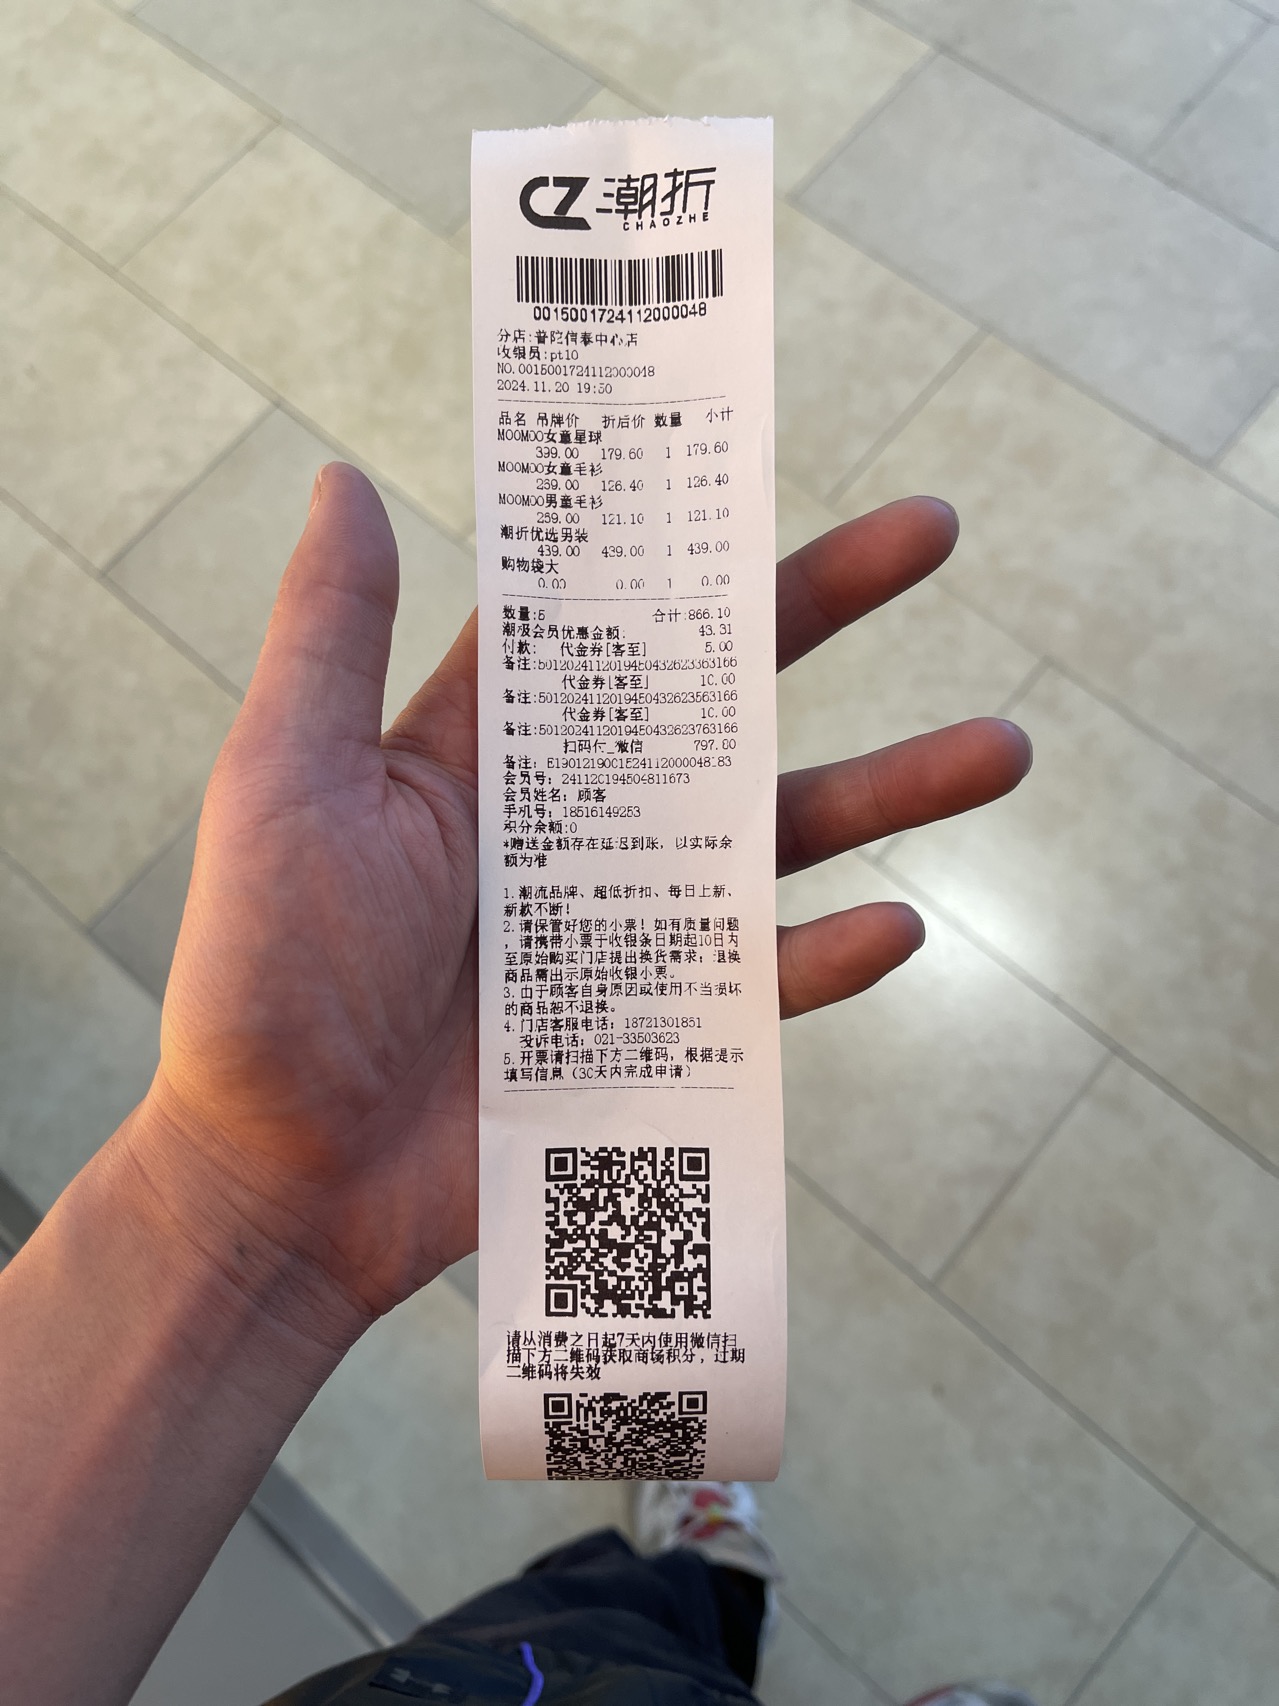 CZ 潮折
CHAOZHE
0015001724112000048
分店:普陀信泰中心店
收银员:pt10
NO.0015001724112000048
2024.11.20 19:50
品名 吊牌价 折后价 数量 小计
MOOMOO女童星球
399.00 179.60 1 179.60
MOOMOO女童毛衫
269.00 126.40 1 126.40
MOOMOO男童毛衫
269.00 121.10 1 121.10
潮折优选男装
439.00 439.00 1 439.00
购物袋大
0.00 0.00 1 0.00
数量:5 合计:866.10
潮极会员优惠金额: 43.31
付款: 代金券[客至] 5.00
备注:5012024112019450432623363166
代金券[客至] 10.00
备注:5012024112019450432623563166
代金券[客至] 10.00
备注:5012024112019450432623763166
扫码付_微信 797.80
备注:
会员号: 241120194504811673
会员姓名: 顾客
手机号: 18516149253
积分余额:0
*赠送金额存在延迟到账, 以实际余
额为准
1.潮流品牌、超低折扣、每日上新、
新款不断!
2.请保管好您的小票! 如有质量问题
, 请携带小票于收银条日期起10日内
至原始购买门店提出换货需求; 退换
商品需出示原始收银小票。
3.由于顾客自身原因或使用不当损坏
的商品恕不退换。
4.门店客服电话: 18721301851
投诉电话: 021-33503623
5.开票请扫描下方二维码, 根据提示
填写信息 (30天内完成申请)
请从消费之日起7天内使用微信扫
描下方二维码获取商场积分, 过期
二维码将失效